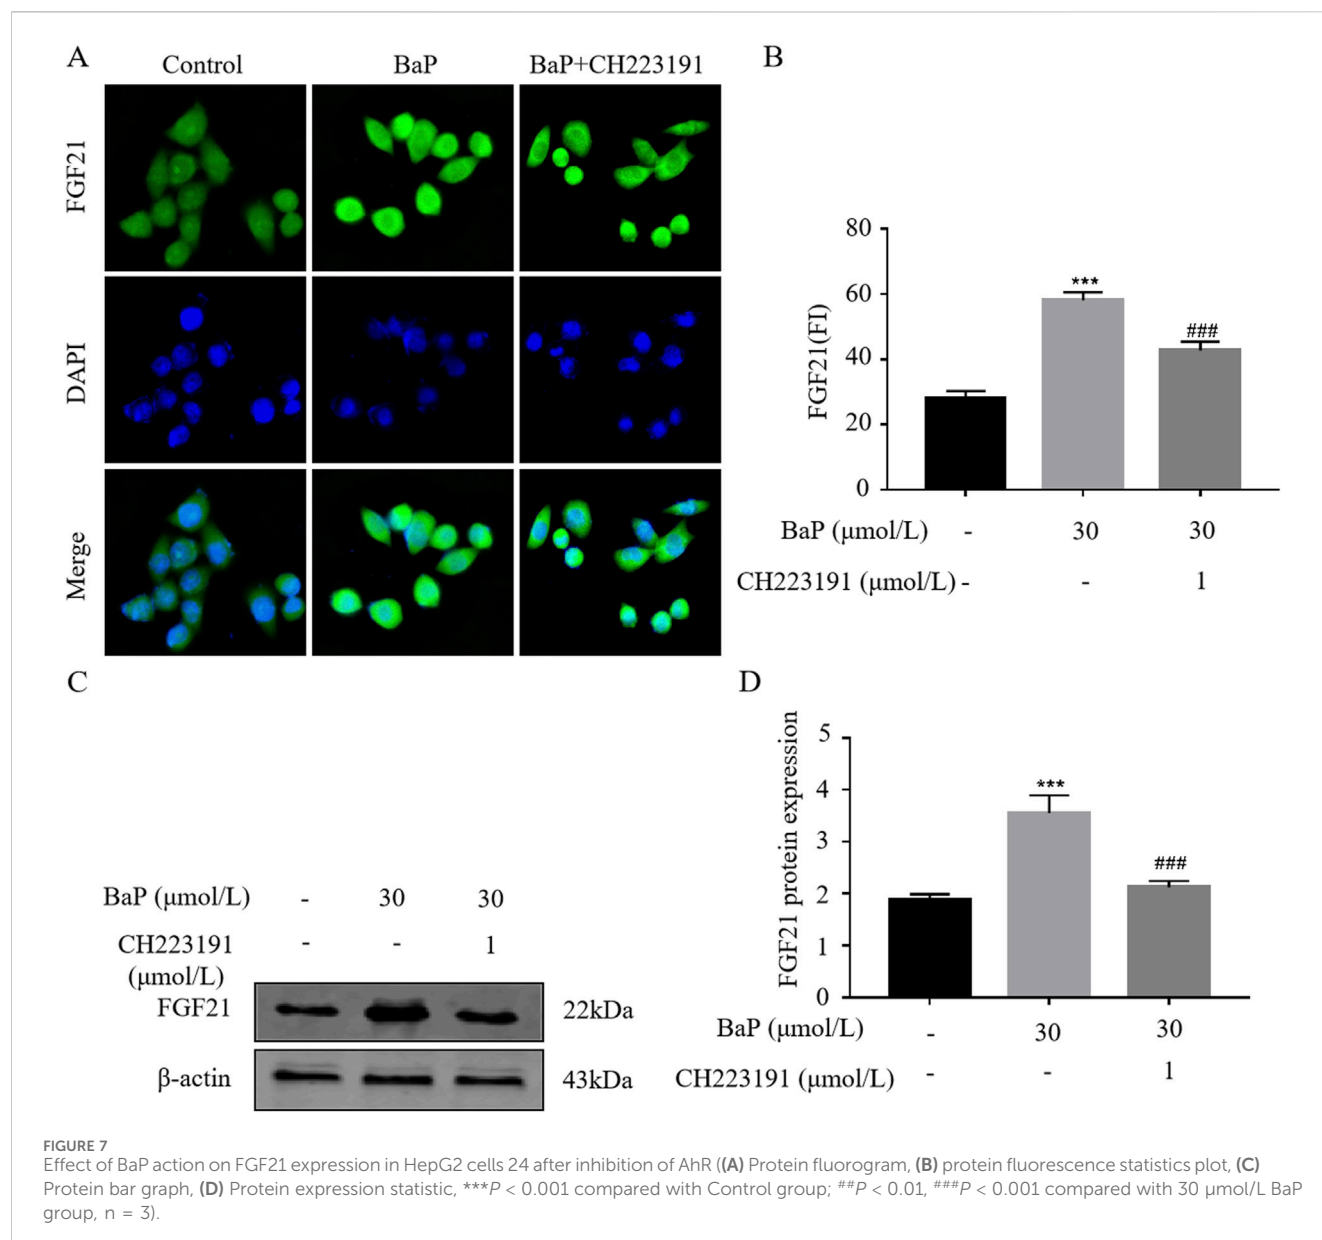 A
Control
BaP
BaP+CH223191
FGF21
DAPI
Merge
B
FGF21(FI)
80
60
40
20
0
***
###
BaP (μmol/L) - 30 30
CH223191 (μmol/L) - - 1
C
BaP (μmol/L) - 30 30
CH223191 - - 1
(μmol/L)
FGF21 22kDa
β-actin 43kDa
D
FGF21 protein expression
5
4
3
2
1
0
***
###
BaP (μmol/L) - 30 30
CH223191 (μmol/L) - - 1
FIGURE 7
Effect of BaP action on FGF21 expression in HepG2 cells 24 after inhibition of AhR ((A) Protein fluorogram, (B) protein fluorescence statistics plot, (C)
Protein bar graph, (D) Protein expression statistic, ***P < 0.001 compared with Control group; ##P < 0.01, ###P < 0.001 compared with 30 μmol/L BaP
group, n = 3).